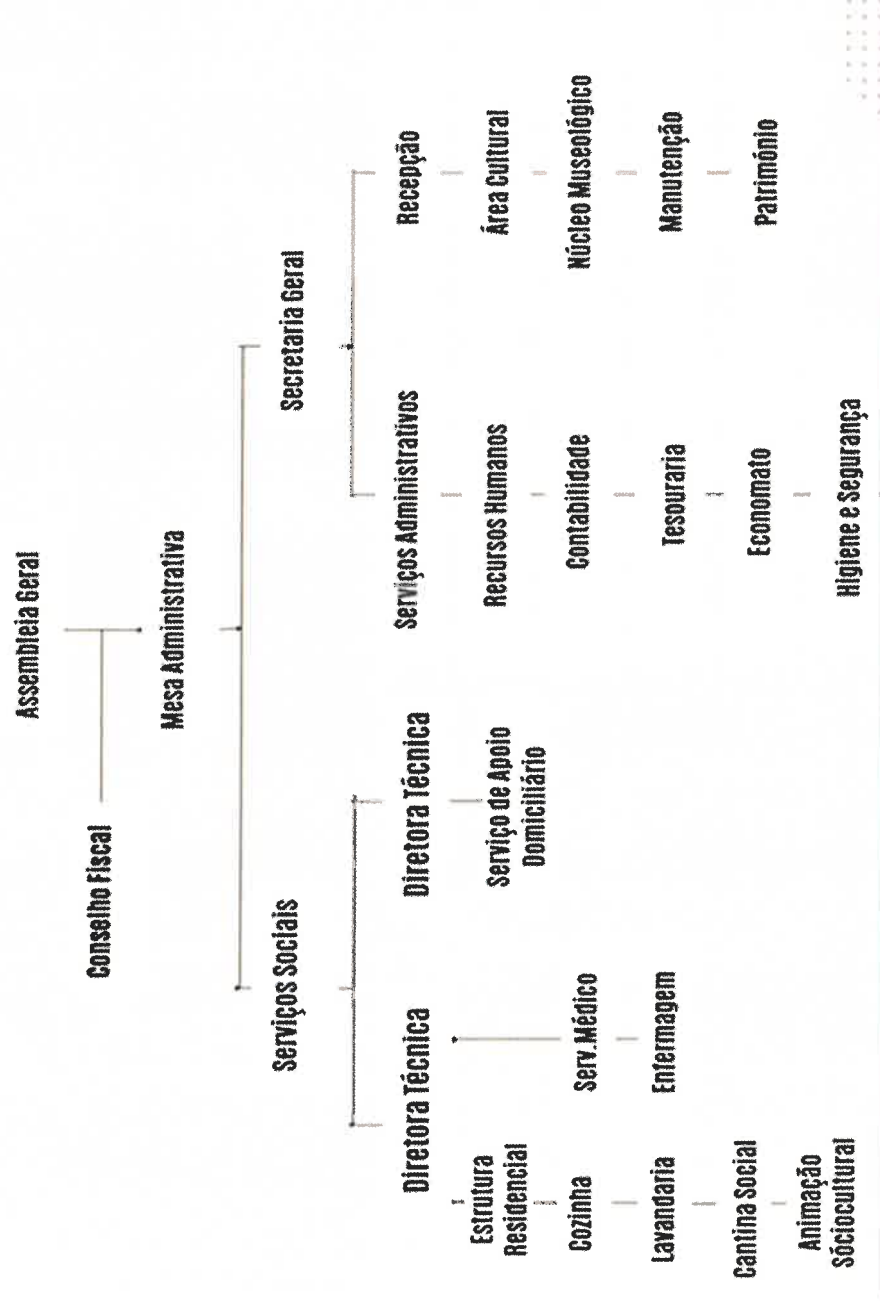 Assembleia Geral
Conselho Fiscal
Mesa Administrativa
Serviços Sociais
Secretaria Geral
Diretora Técnica
Diretora Técnica
Serviços Administrativos
Recepção
Estrutura
Residencial
Cozinha
Lavandaria
Cantina Social
Animação
Sóciocultural
Serv.Médico
Enfermagem
Serviço de Apoio
Domiciliário
Recursos Humanos
Contabilidade
Tesouraria
Economato
Higiene e Segurança
Área Cultural
Núcleo Museológico
Manutenção
Património